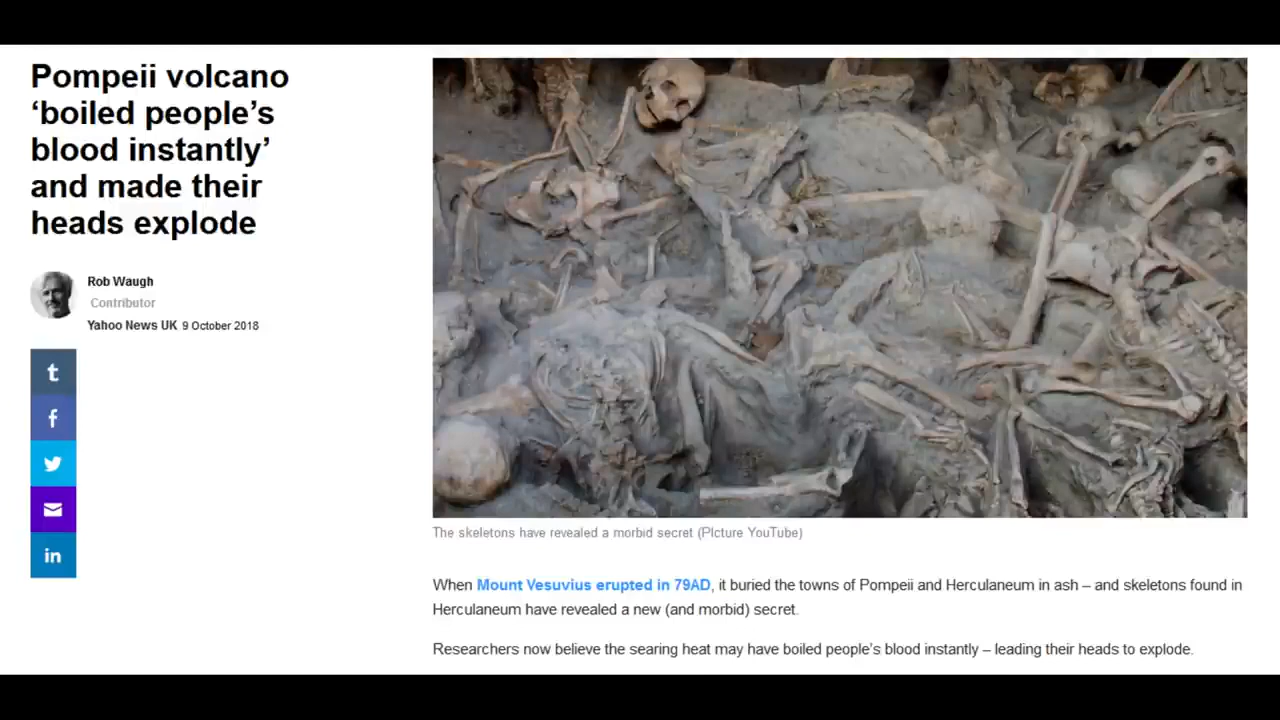 Pompeii volcano
‘boiled people’s
blood instantly’
and made their
heads explode
Rob Waugh
Contributor
Yahoo News UK 9 October 2018
t
f
in
The skeletons have revealed a morbid secret (PIcture YouTube)
When Mount Vesuvius erupted in 79AD, it buried the towns of Pompeii and Herculaneum in ash – and skeletons found in
Herculaneum have revealed a new (and morbid) secret.
Researchers now believe the searing heat may have boiled people’s blood instantly – leading their heads to explode.